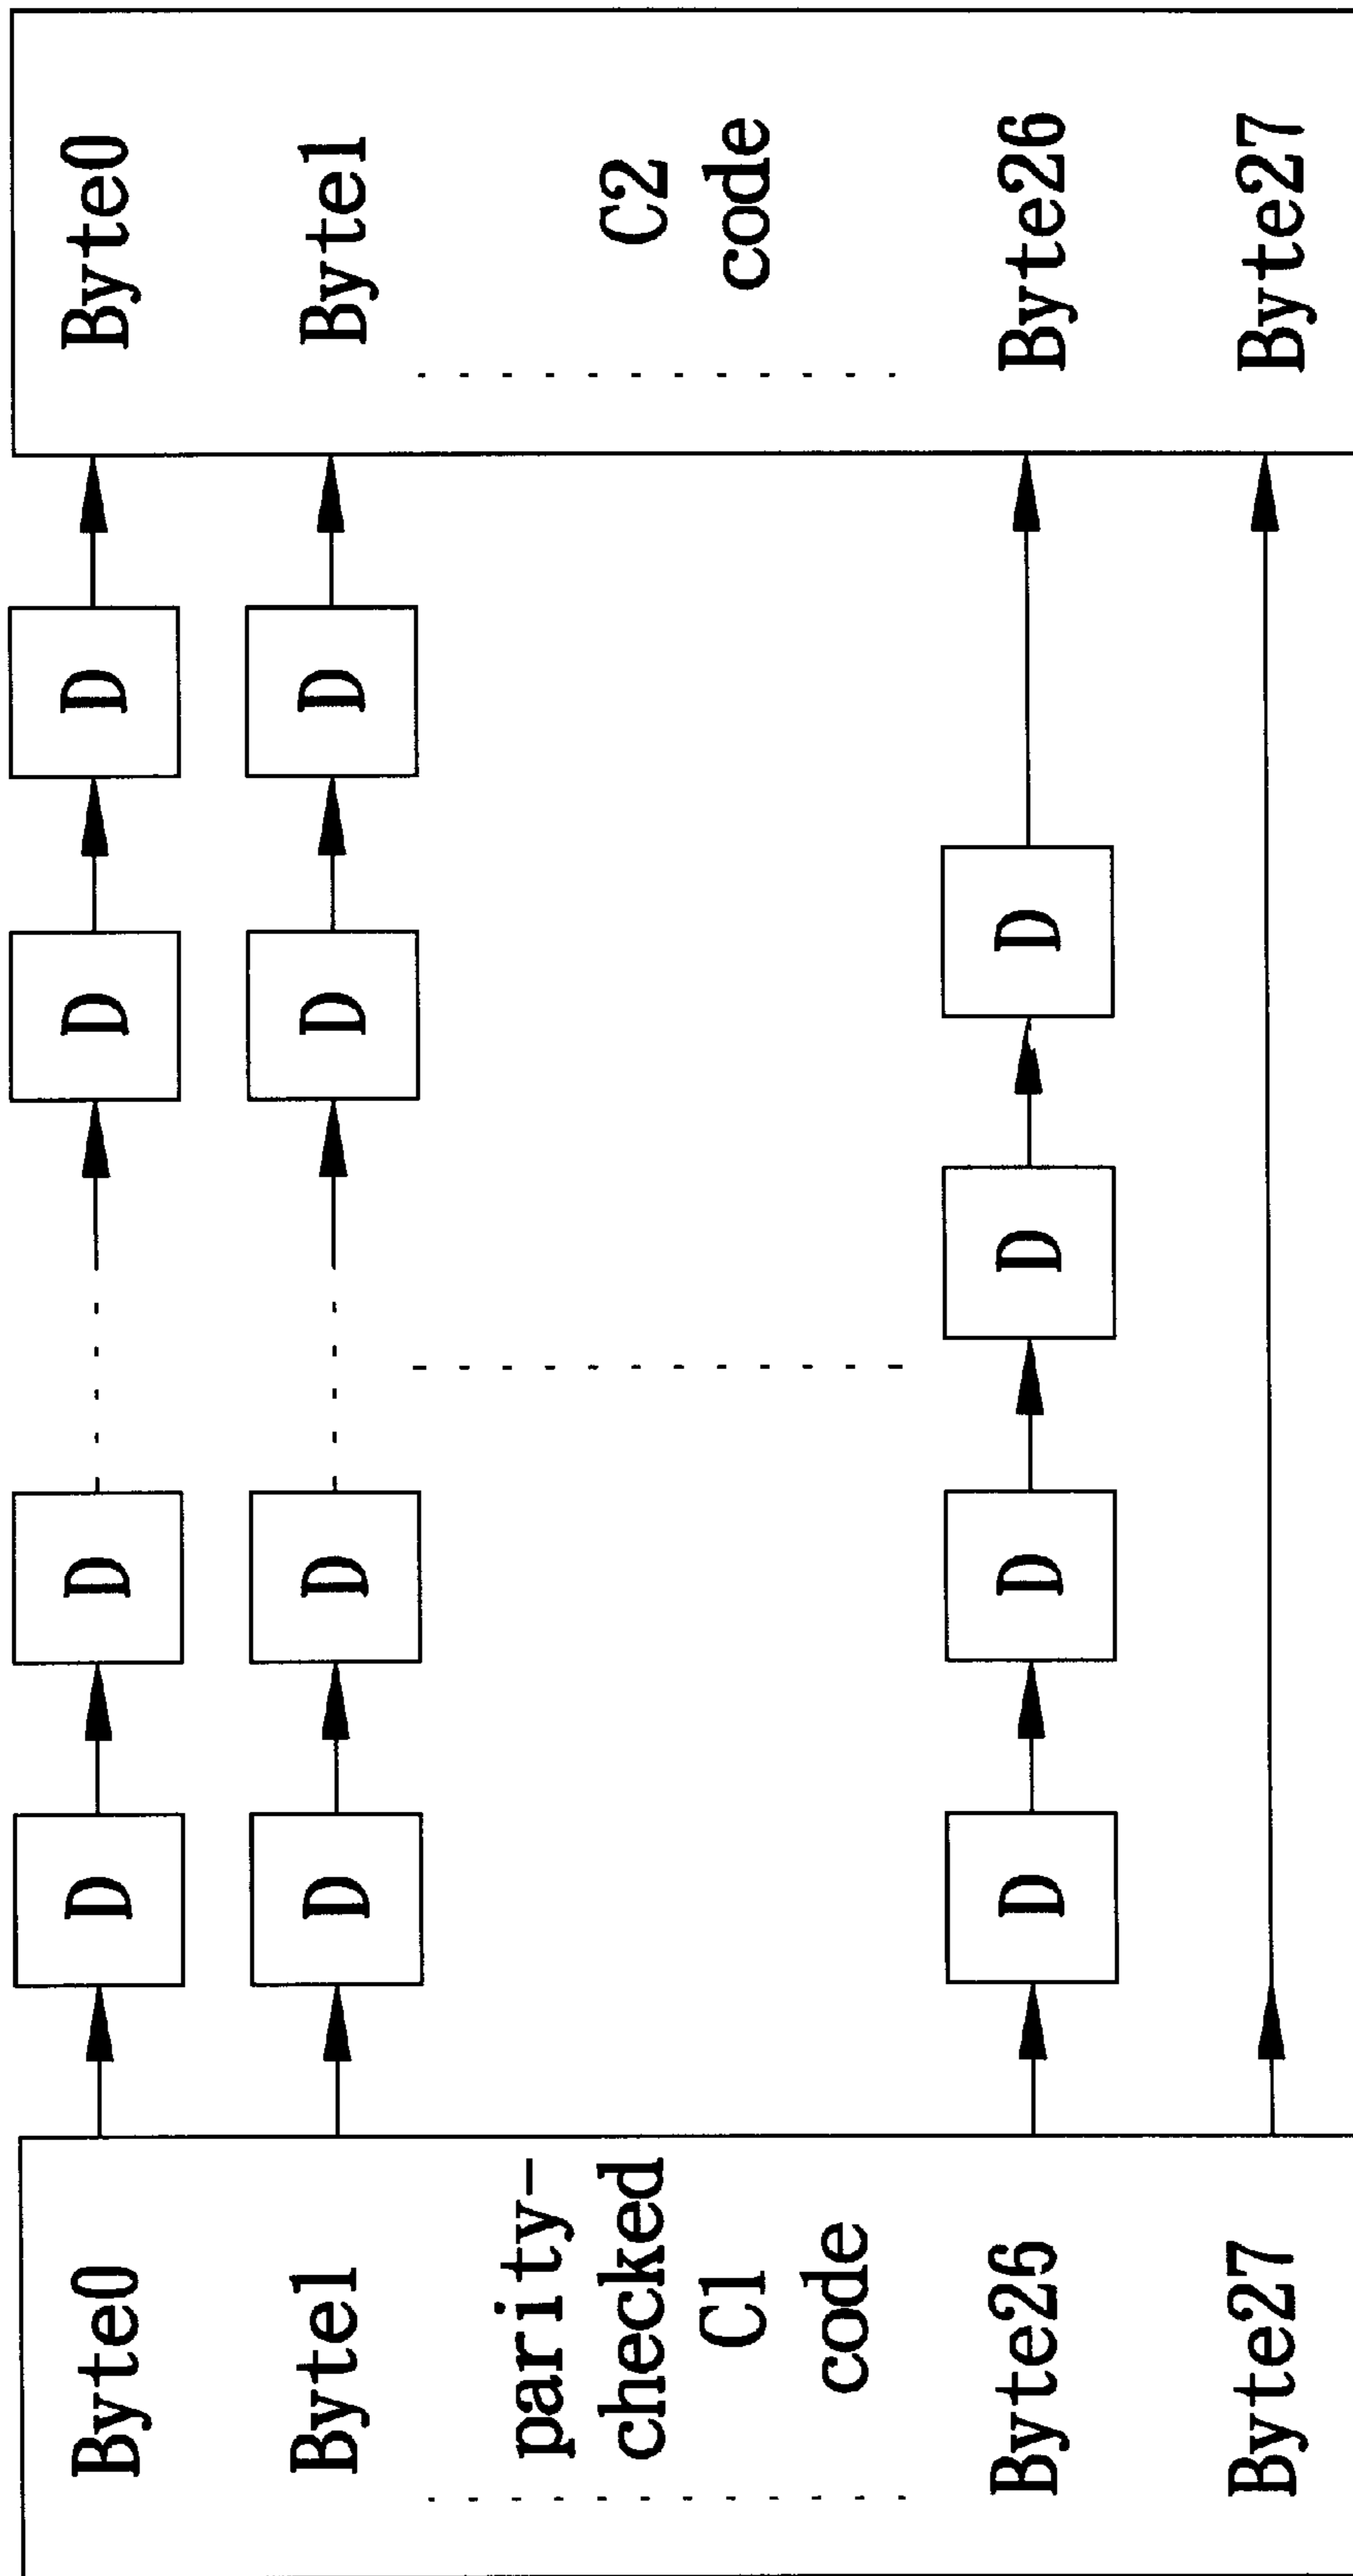 Byte0 D D D D Byte0
Byte1 D D D D Byte1
parity-
checked
C1
code
C2
code
Byte26 D D D D Byte26
Byte27 Byte27